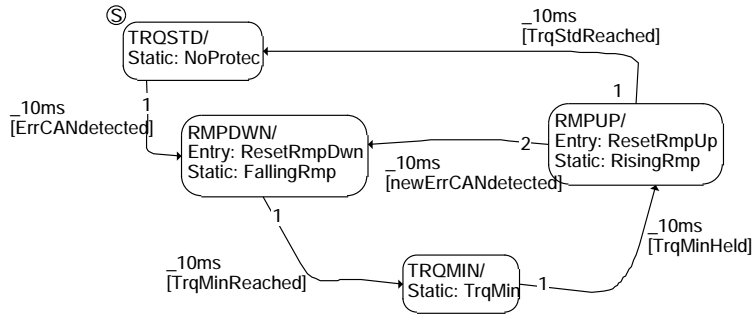 S
TRQSTD/
Static: NoProtec
_10ms
[TrqStdReached]
1
1
_10ms
[ErrCANdetected]
RMPDWN/
Entry: ResetRmpDwn
Static: FallingRmp
RMPUP/
Entry: ResetRmpUp
Static: RisingRmp
2
_10ms
[newErrCANdetected]
1
_10ms
[TrqMinHeld]
_10ms
[TrqMinReached]
TRQMIN/
Static: TrqMin
1